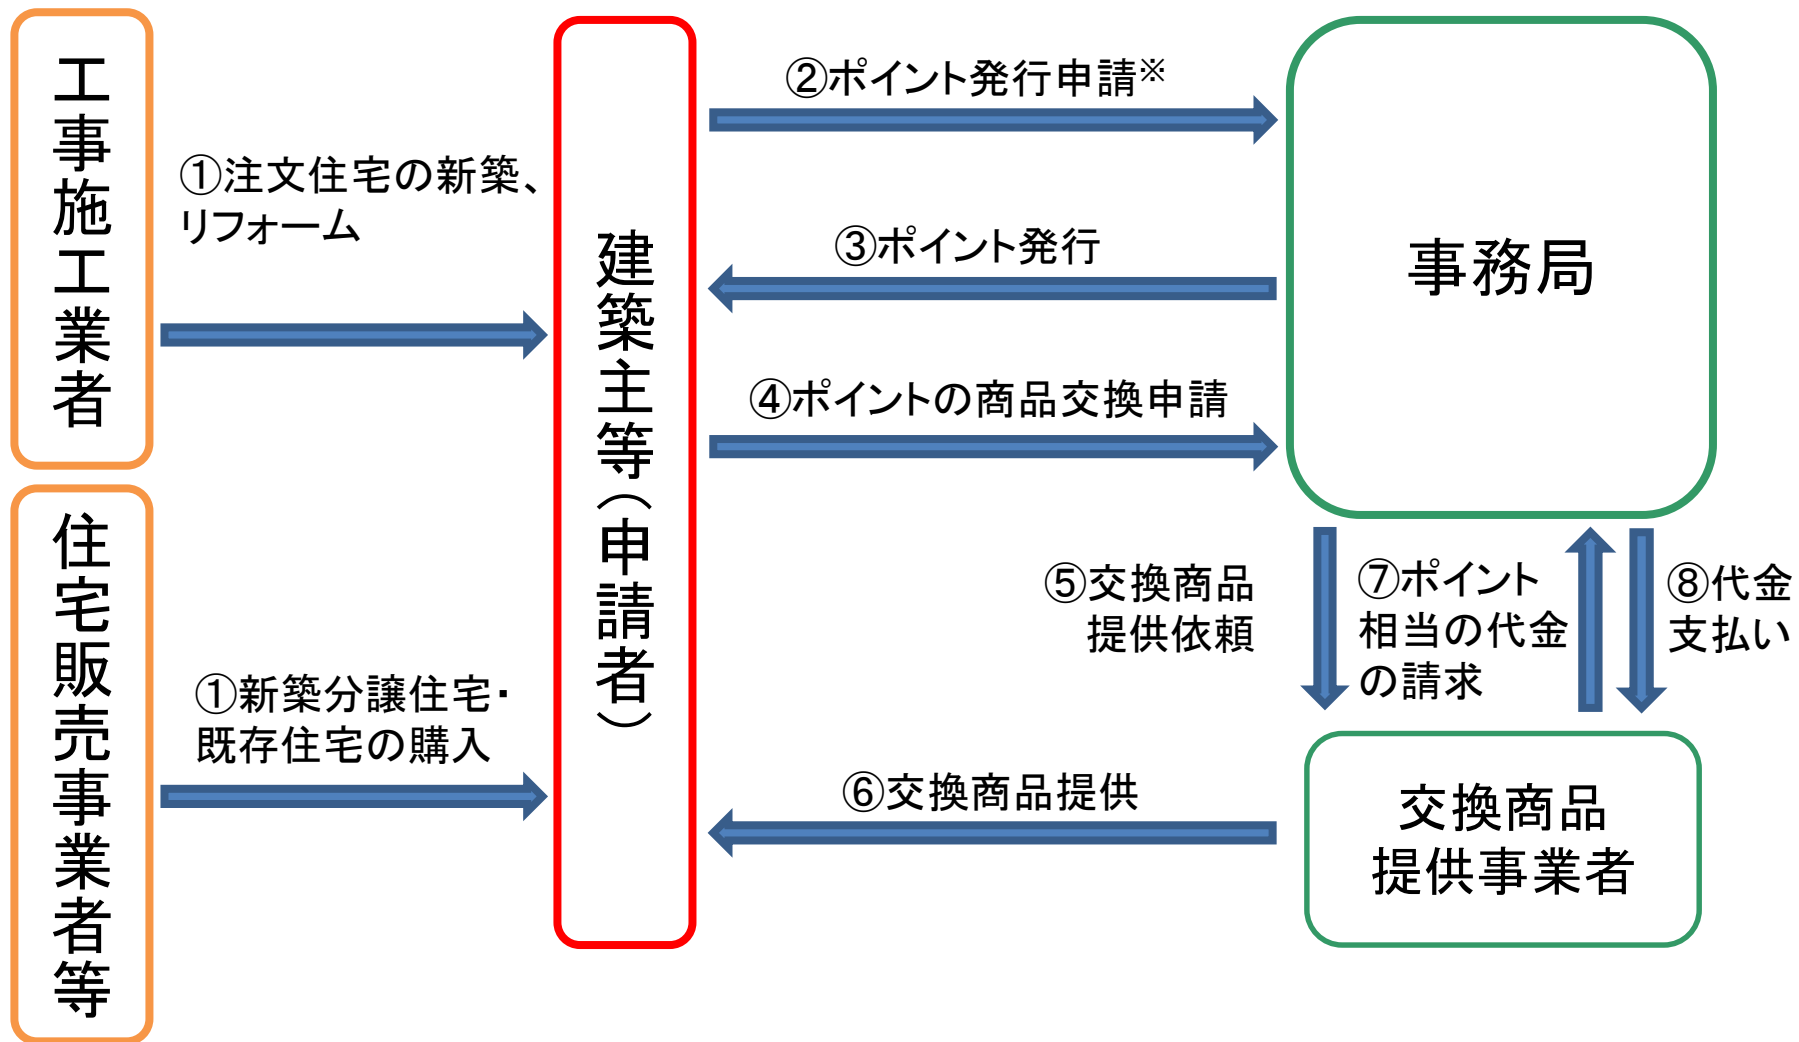 工事施工業者
①注文住宅の新築、
リフォーム
住宅販売事業者等
①新築分譲住宅・
既存住宅の購入
建築主等(申請者)
②ポイント発行申請※
③ポイント発行
④ポイントの商品交換申請
事務局
⑤交換商品
提供依頼
⑦ポイント
相当の代金
の請求
⑧代金
支払い
⑥交換商品提供
交換商品
提供事業者